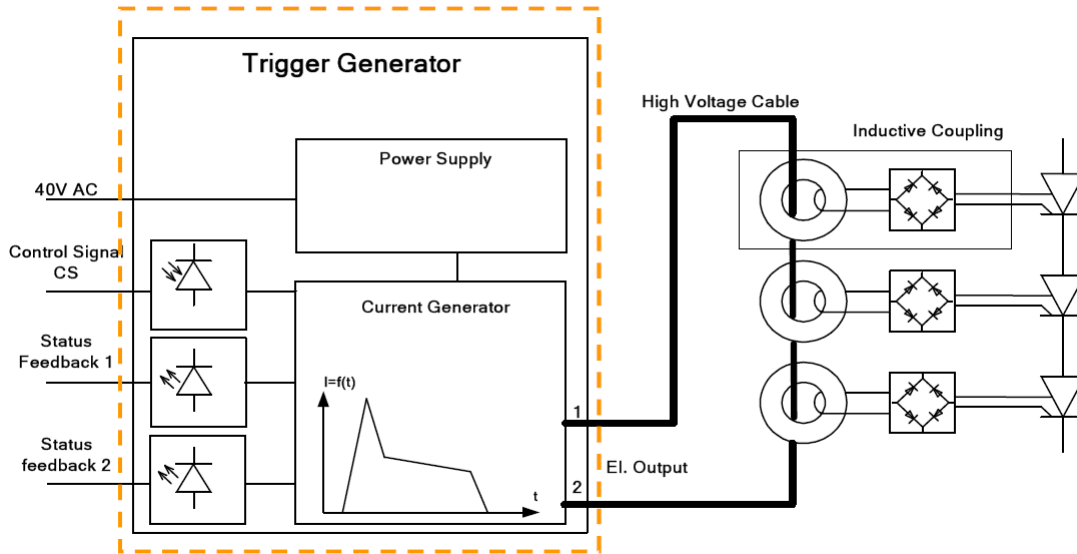 Trigger Generator
High Voltage Cable
Inductive Coupling
Power Supply
40V AC
Control Signal
CS
Current Generator
Status
Feedback 1
I=f(t)
1
Status
feedback 2
El. Output
2
t